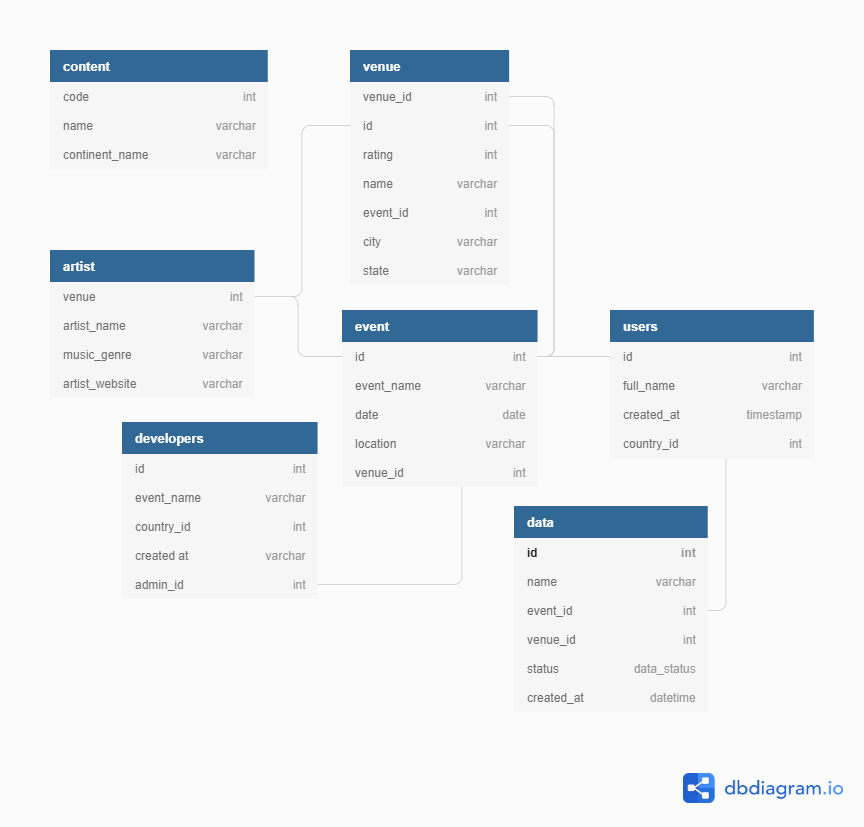 content
code int
name varchar
continent_name varchar
venue
venue_id int
id int
rating int
name varchar
event_id int
city varchar
state varchar
artist
venue int
artist_name varchar
music_genre varchar
artist_website varchar
event
id int
event_name varchar
date date
location varchar
venue_id int
users
id int
full_name varchar
created_at timestamp
country_id int
developers
id int
event_name varchar
country_id int
created at varchar
admin_id int
data
id int
name varchar
event_id int
venue_id int
status data_status
created_at datetime
dbdiagram.io